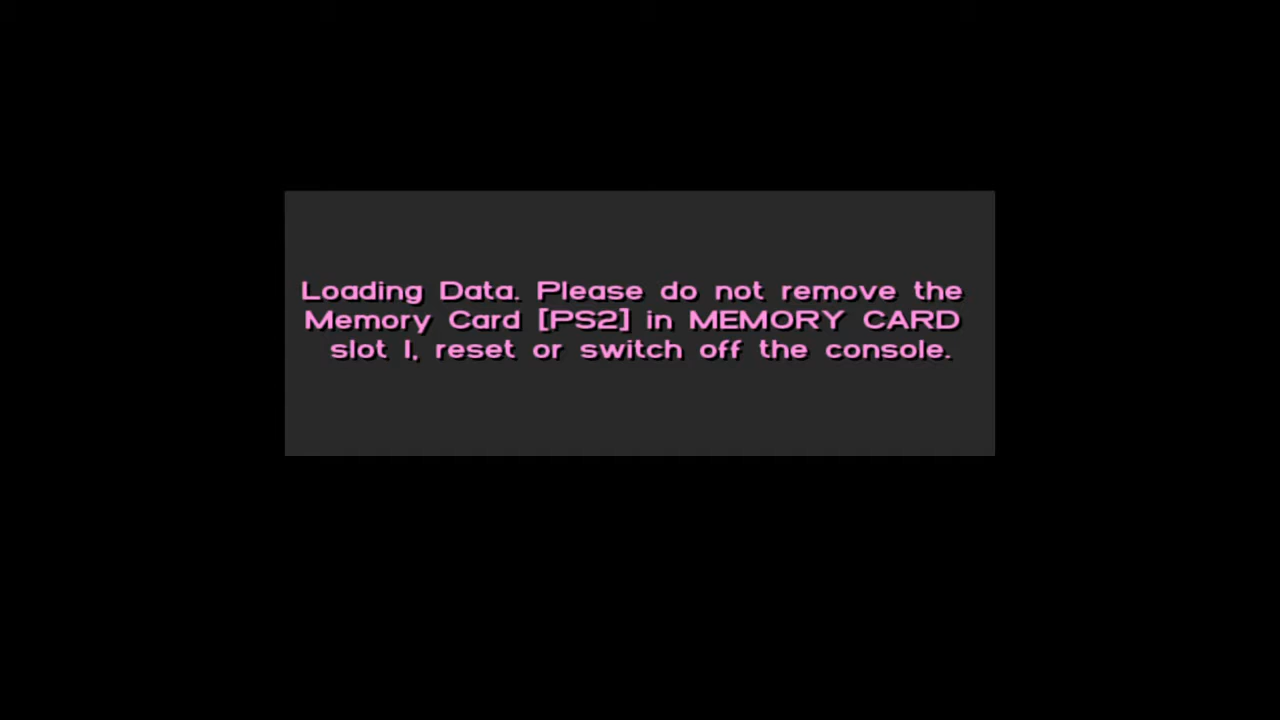 Loading Data. Please do not remove the
Memory Card [PS2] in MEMORY CARD
slot 1, reset or switch off the console.